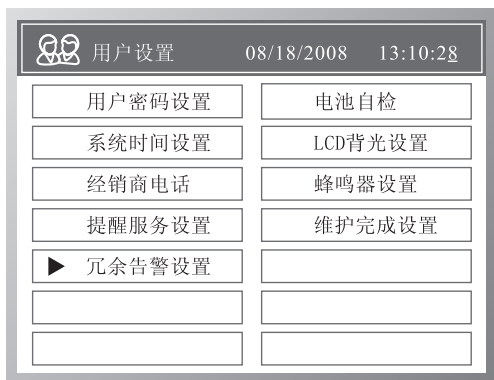 用户设置 08/18/2008 13:10:28
用户密码设置 电池自检
系统时间设置 LCD背光设置
经销商电话 蜂鸣器设置
提醒服务设置 维护完成设置
▶ 冗余告警设置